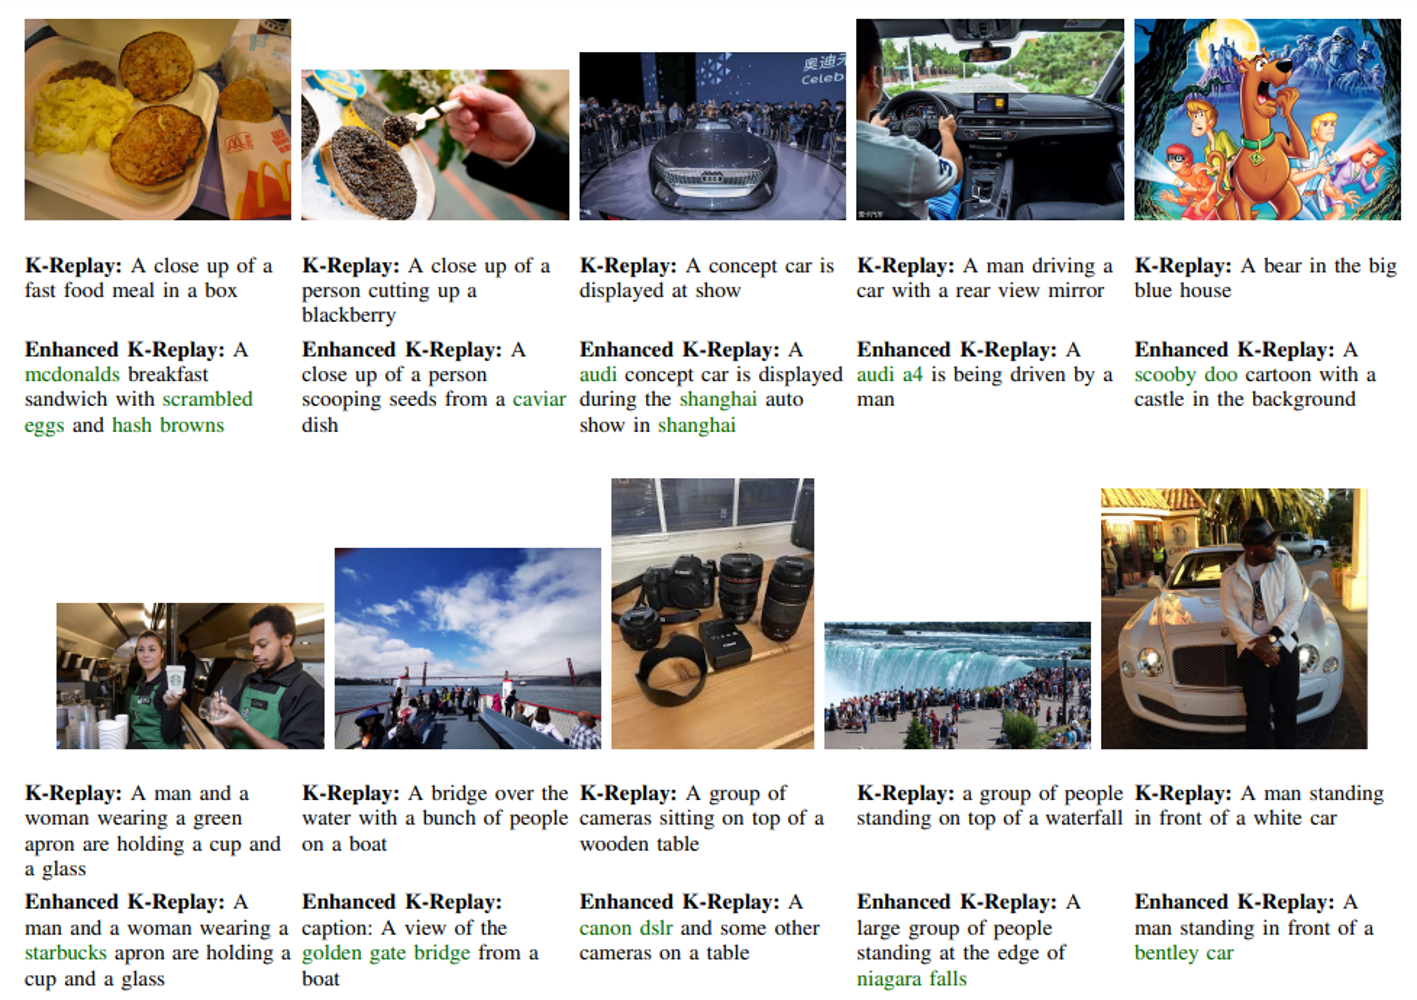 奥迪
Celeb
K-Replay: A close up of a
fast food meal in a box
Enhanced K-Replay: A
mcdonalds breakfast
sandwich with scrambled
eggs and hash browns
K-Replay: A close up of a
person cutting up a
blackberry
Enhanced K-Replay: A
close up of a person
scooping seeds from a caviar
dish
K-Replay: A concept car is
displayed at show
Enhanced K-Replay: A
audi concept car is displayed
during the shanghai auto
show in shanghai
K-Replay: A man driving a
car with a rear view mirror
Enhanced K-Replay: A
audi a4 is being driven by a
man
K-Replay: A bear in the big
blue house
Enhanced K-Replay: A
scooby doo cartoon with a
castle in the background
K-Replay: A man and a
woman wearing a green
apron are holding a cup and
a glass
Enhanced K-Replay: A
man and a woman wearing a
starbucks apron are holding a
cup and a glass
K-Replay: A bridge over the
water with a bunch of people
on a boat
Enhanced K-Replay:
caption: A view of the
golden gate bridge from a
boat
K-Replay: A group of
cameras sitting on top of a
wooden table
Enhanced K-Replay: A
canon dslr and some other
cameras on a table
K-Replay: a group of people
standing on top of a waterfall
Enhanced K-Replay: A
large group of people
standing at the edge of
niagara falls
K-Replay: A man standing
in front of a white car
Enhanced K-Replay: A
man standing in front of a
bentley car